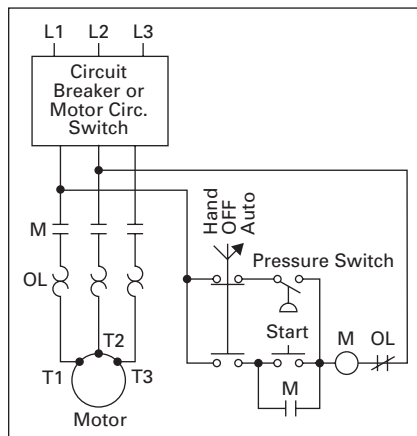 L1 L2 L3
Circuit
Breaker or
Motor Circ.
Switch
Hand
OFF
Auto
M
OL
Pressure Switch
Start
M OL
M
T2
T1 T3
Motor